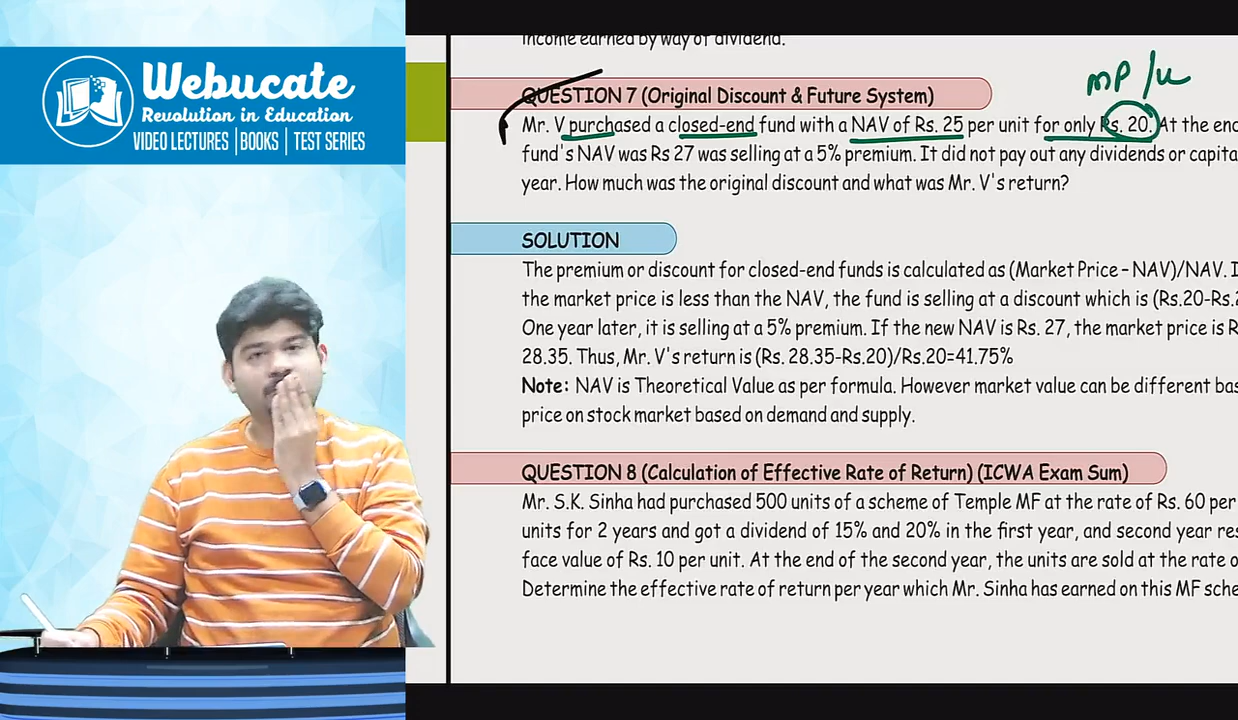 Webucate
Revolution in Education
VIDEO LECTURES | BOOKS | TEST SERIES
income earned by way of dividend.
mP/u
QUESTION 7 (Original Discount & Future System)
Mr. V purchased a closed-end fund with a NAV of Rs. 25 per unit for only Rs. 20. At the end
fund's NAV was Rs 27 was selling at a 5% premium. It did not pay out any dividends or capita
year. How much was the original discount and what was Mr. V's return?
SOLUTION
The premium or discount for closed-end funds is calculated as (Market Price – NAV)/NAV. I
the market price is less than the NAV, the fund is selling at a discount which is (Rs.20-Rs.2
One year later, it is selling at a 5% premium. If the new NAV is Rs. 27, the market price is R
28.35. Thus, Mr. V's return is (Rs. 28.35-Rs.20)/Rs.20=41.75%
Note: NAV is Theoretical Value as per formula. However market value can be different bas
price on stock market based on demand and supply.
QUESTION 8 (Calculation of Effective Rate of Return) (ICWA Exam Sum)
Mr. S.K. Sinha had purchased 500 units of a scheme of Temple MF at the rate of Rs. 60 per
units for 2 years and got a dividend of 15% and 20% in the first year, and second year res
face value of Rs. 10 per unit. At the end of the second year, the units are sold at the rate o
Determine the effective rate of return per year which Mr. Sinha has earned on this MF sche